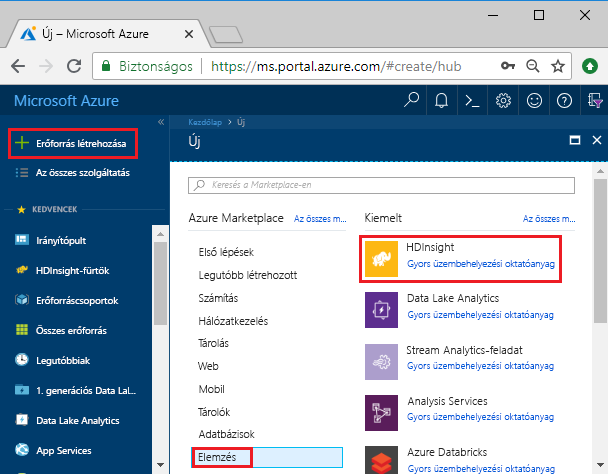 Új – Microsoft Azure
Biztonságos
https://ms.portal.azure.com/#create/hub
Microsoft Azure
Erőforrás létrehozása
Az összes szolgáltatás
KEDVENCEK
Irányítópult
HDInsight-fürtök
Erőforráscsoportok
Összes erőforrás
Legutóbbiak
1. generációs Data Lal...
Data Lake Analytics
App Services
Kezdőlap > Új
Új
Keresés a Marketplace-en
Azure Marketplace
Az összes m...
Első lépések
Legutóbb létrehozott
Számítás
Hálózatkezelés
Tárolás
Web
Mobil
Tárolók
Adatbázisok
Elemzés
Kiemelt
Az összes m...
HDInsight
Gyors üzembehelyezési oktatóanyag
Data Lake Analytics
Gyors üzembehelyezési oktatóanyag
Stream Analytics-feladat
Gyors üzembehelyezési oktatóanyag
Analysis Services
Gyors üzembehelyezési oktatóanyag
Azure Databricks
Gyors üzembehelyezési oktatóanyag